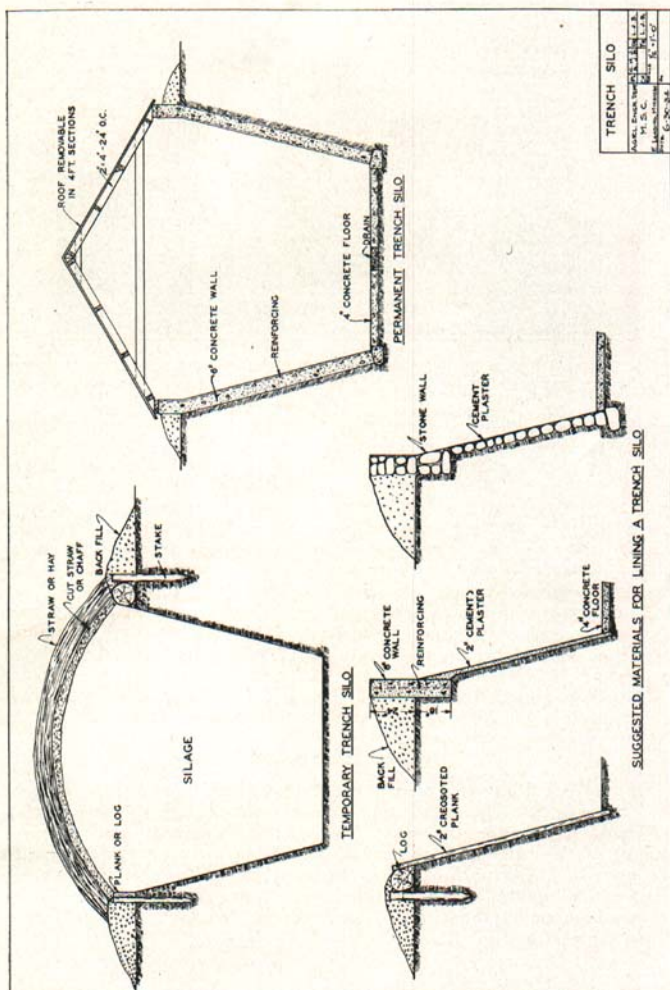 STRAW OR HAY
CUT STRAW
OR CHAFF
BACK FILL
STAKE
PLANK OR LOG
SILAGE
TEMPORARY TRENCH SILO
ROOF REMOVABLE
IN 4FT. SECTIONS
2"·4"-24" O.C.
6" CONCRETE WALL
REINFORCING
4" CONCRETE FLOOR
DRAIN
PERMANENT TRENCH SILO
LOG
2" CREOSOTED
PLANK
BACK
FILL
6" CONCRETE
WALL
REINFORCING
2" CEMENT
PLASTER
4" CONCRETE
FLOOR
STONE WALL
CEMENT
PLASTER
SUGGESTED MATERIALS FOR LINING A TRENCH SILO
TRENCH SILO
M. S. C.